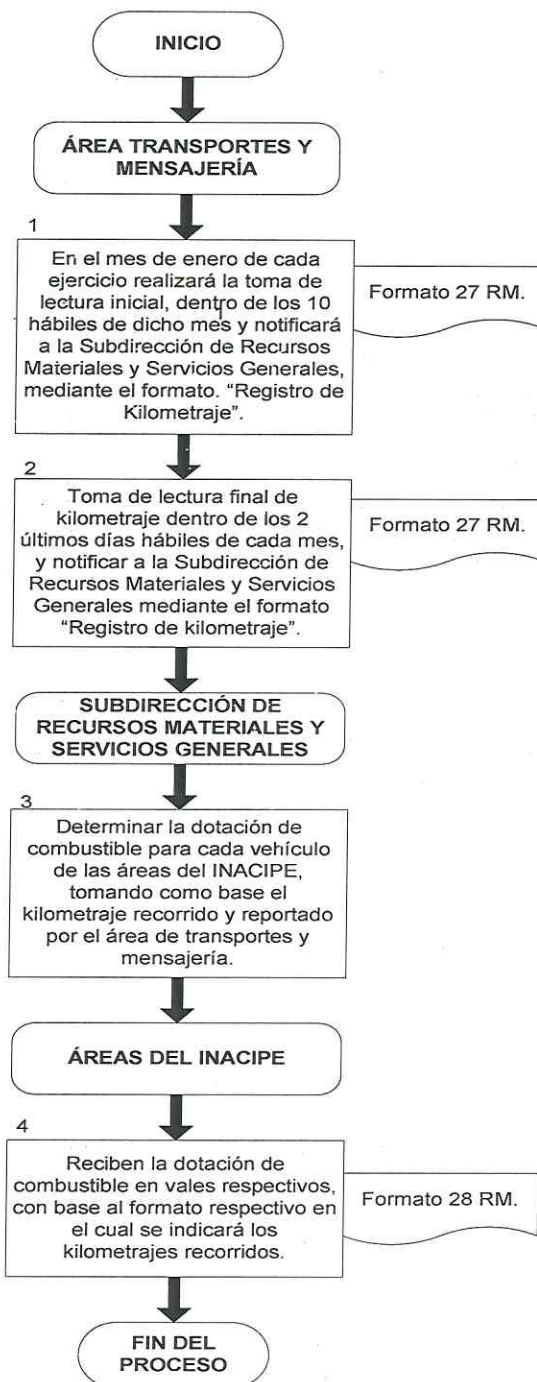 INICIO
ÁREA TRANSPORTES Y
MENSAJERÍA
1
En el mes de enero de cada
ejercicio realizará la toma de
lectura inicial, dentro de los 10
hábiles de dicho mes y notificará
a la Subdirección de Recursos
Materiales y Servicios Generales,
mediante el formato. “Registro de
Kilometraje”.
Formato 27 RM.
2
Toma de lectura final de
kilometraje dentro de los 2
últimos días hábiles de cada mes,
y notificar a la Subdirección de
Recursos Materiales y Servicios
Generales mediante el formato
“Registro de kilometraje”.
Formato 27 RM.
SUBDIRECCIÓN DE
RECURSOS MATERIALES Y
SERVICIOS GENERALES
3
Determinar la dotación de
combustible para cada vehículo
de las áreas del INACIPE,
tomando como base el
kilometraje recorrido y reportado
por el área de transportes y
mensajería.
ÁREAS DEL INACIPE
4
Reciben la dotación de
combustible en vales respectivos,
con base al formato respectivo en
el cual se indicará los
kilometrajes recorridos.
Formato 28 RM.
FIN DEL
PROCESO